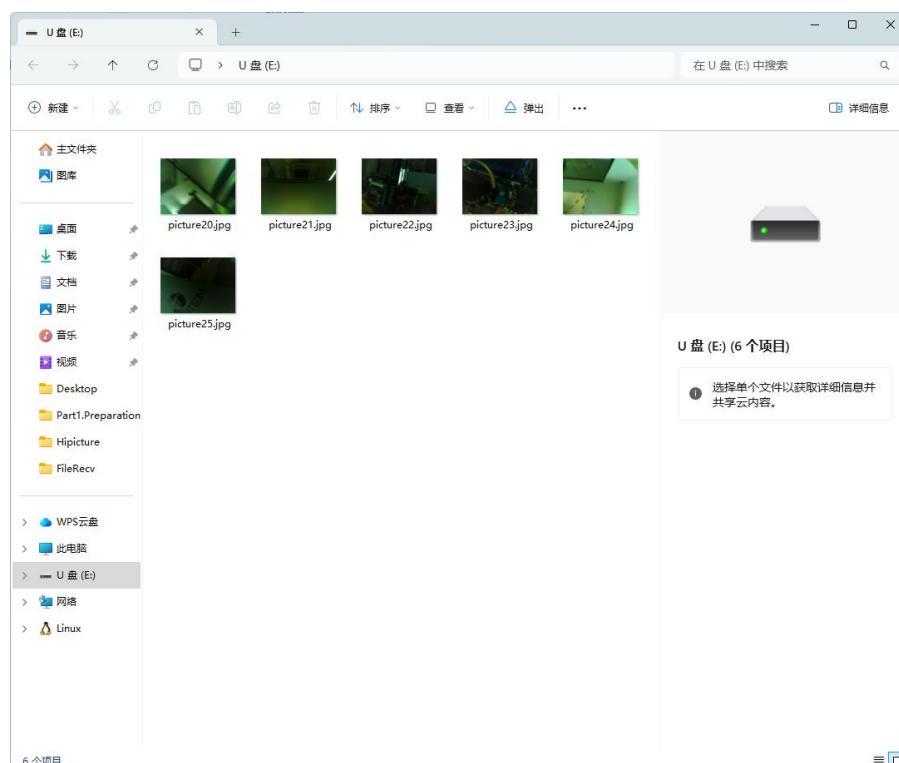 U 盘 (E:)
U 盘 (E:)
在 U 盘 (E:) 中搜索
新建
排序
查看
弹出
详细信息
主文件夹
图库
桌面
下载
文档
图片
音乐
视频
Desktop
Part1.Preparation
Hipicture
FileRecv
WPS云盘
此电脑
U 盘 (E:)
网络
Linux
picture20.jpg picture21.jpg picture22.jpg picture23.jpg picture24.jpg
picture25.jpg
U 盘 (E:) (6 个项目)
选择单个文件以获取详细信息并
共享云内容。
6 个项目